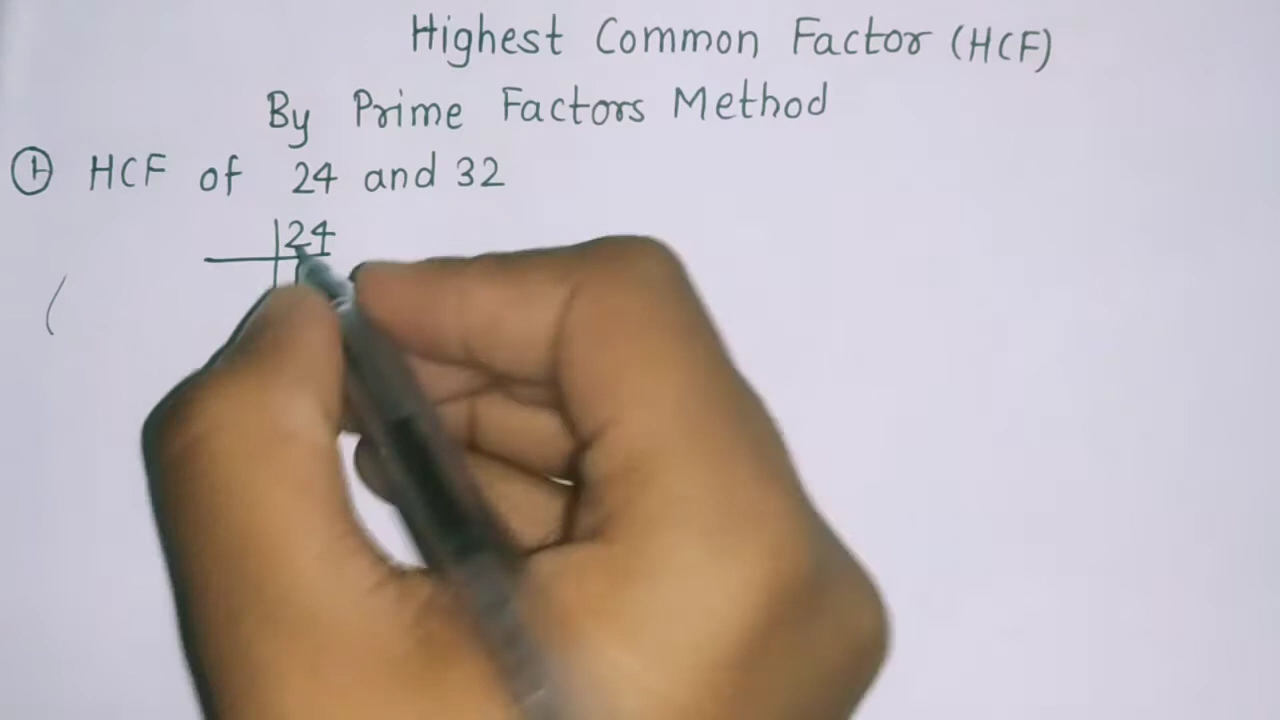 Highest Common Factor (HCF)
By Prime Factors Method
① HCF of 24 and 32
24